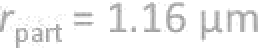 r_part = 1.16 µm